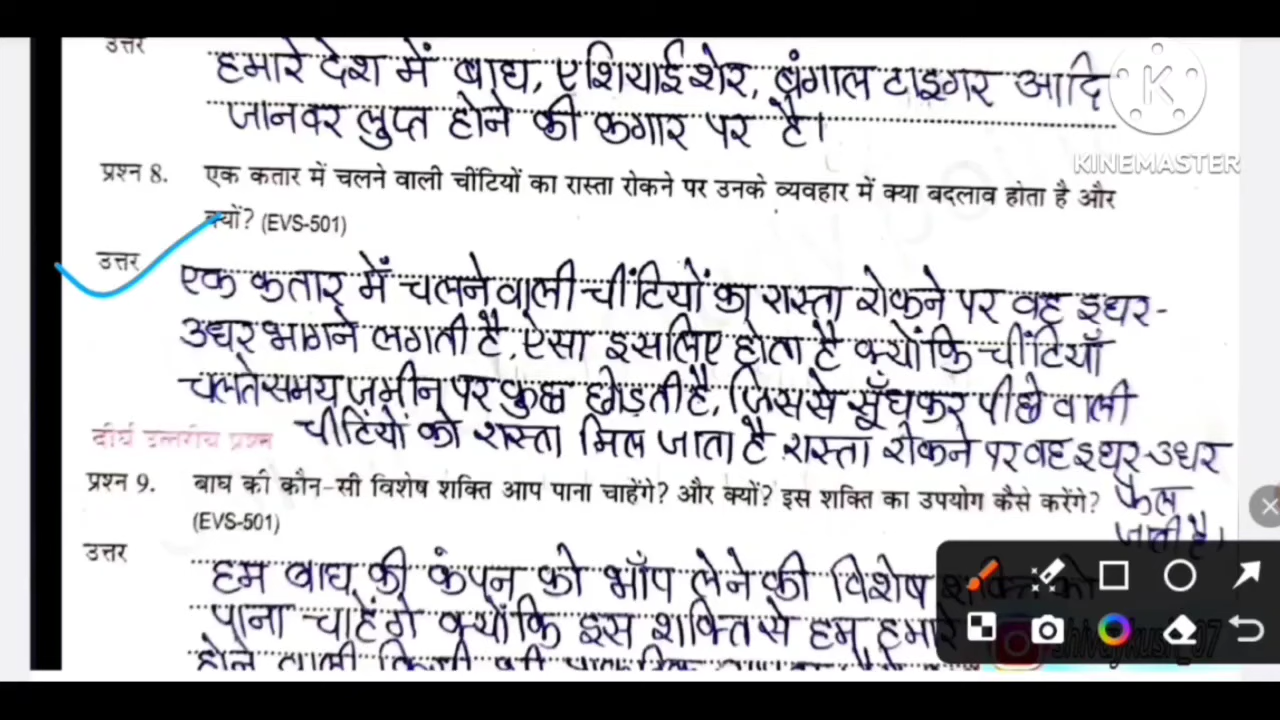 उत्तर
हमारे देश में बाघ, एशियाई शेर, बंगाल टाइगर आदि
जानवर लुप्त होने की कगार पर है।
KINEMASTER
प्रश्न 8. एक कतार में चलने वाली चींटियों का रास्ता रोकने पर उनके व्यवहार में क्या बदलाव होता है और
क्यों? (EVS-501)
उत्तर एक कतार में चलने वाली चींटियों का रास्ता रोकने पर वह इधर-
उधर भागने लगती है, ऐसा इसलिए होता है क्योंकि चींटियाँ
चलते समय ज़मीन पर कुछ छोड़ती है, जिससे सूँघकर पीछे वाली
चींटियों को रास्ता मिल जाता है रास्ता रोकने पर वह इधर-उधर
फैल
जाती है।
दीर्घ उत्तरीय प्रश्न
प्रश्न 9. बाघ की कौन-सी विशेष शक्ति आप पाना चाहेंगे? और क्यों? इस शक्ति का उपयोग कैसे करेंगे?
(EVS-501)
उत्तर हम बाघ की कंपन को भाँप लेने की विशेष शक्ति को
पाना चाहेंगे क्योंकि इस शक्ति से हम हमारे
होने वाली किसी भी